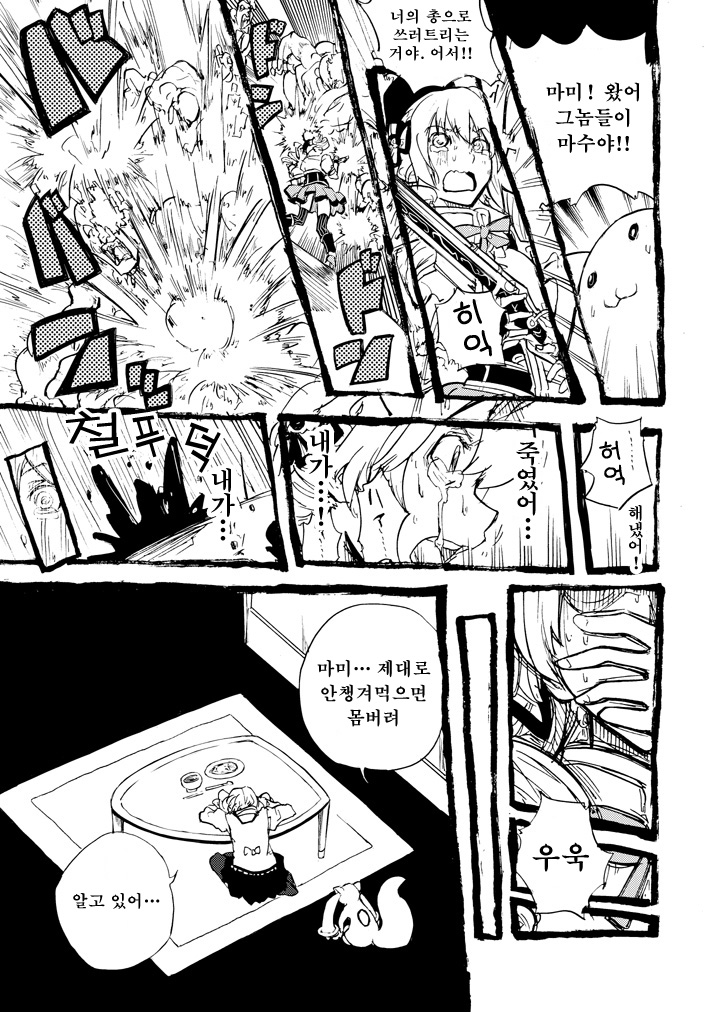 마미! 왔어
그놈들이
마수야!!
너의 총으로
쓰러트리는
거야. 어서!!
히익
허억
해냈어!
죽였어…
내가…!
내가…
철푸덕
우욱
마미… 제대로
안챙겨먹으면
몸버려
알고 있어…